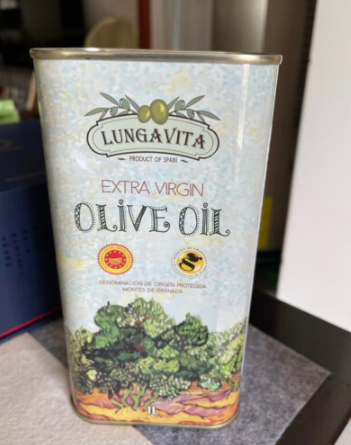 LUNGAVITA
PRODUCT OF SPAIN
EXTRA VIRGIN
OLIVE OIL
DENOMINACIÓN DE ORIGEN PROTEGIDA
MONTES DE GRANADA